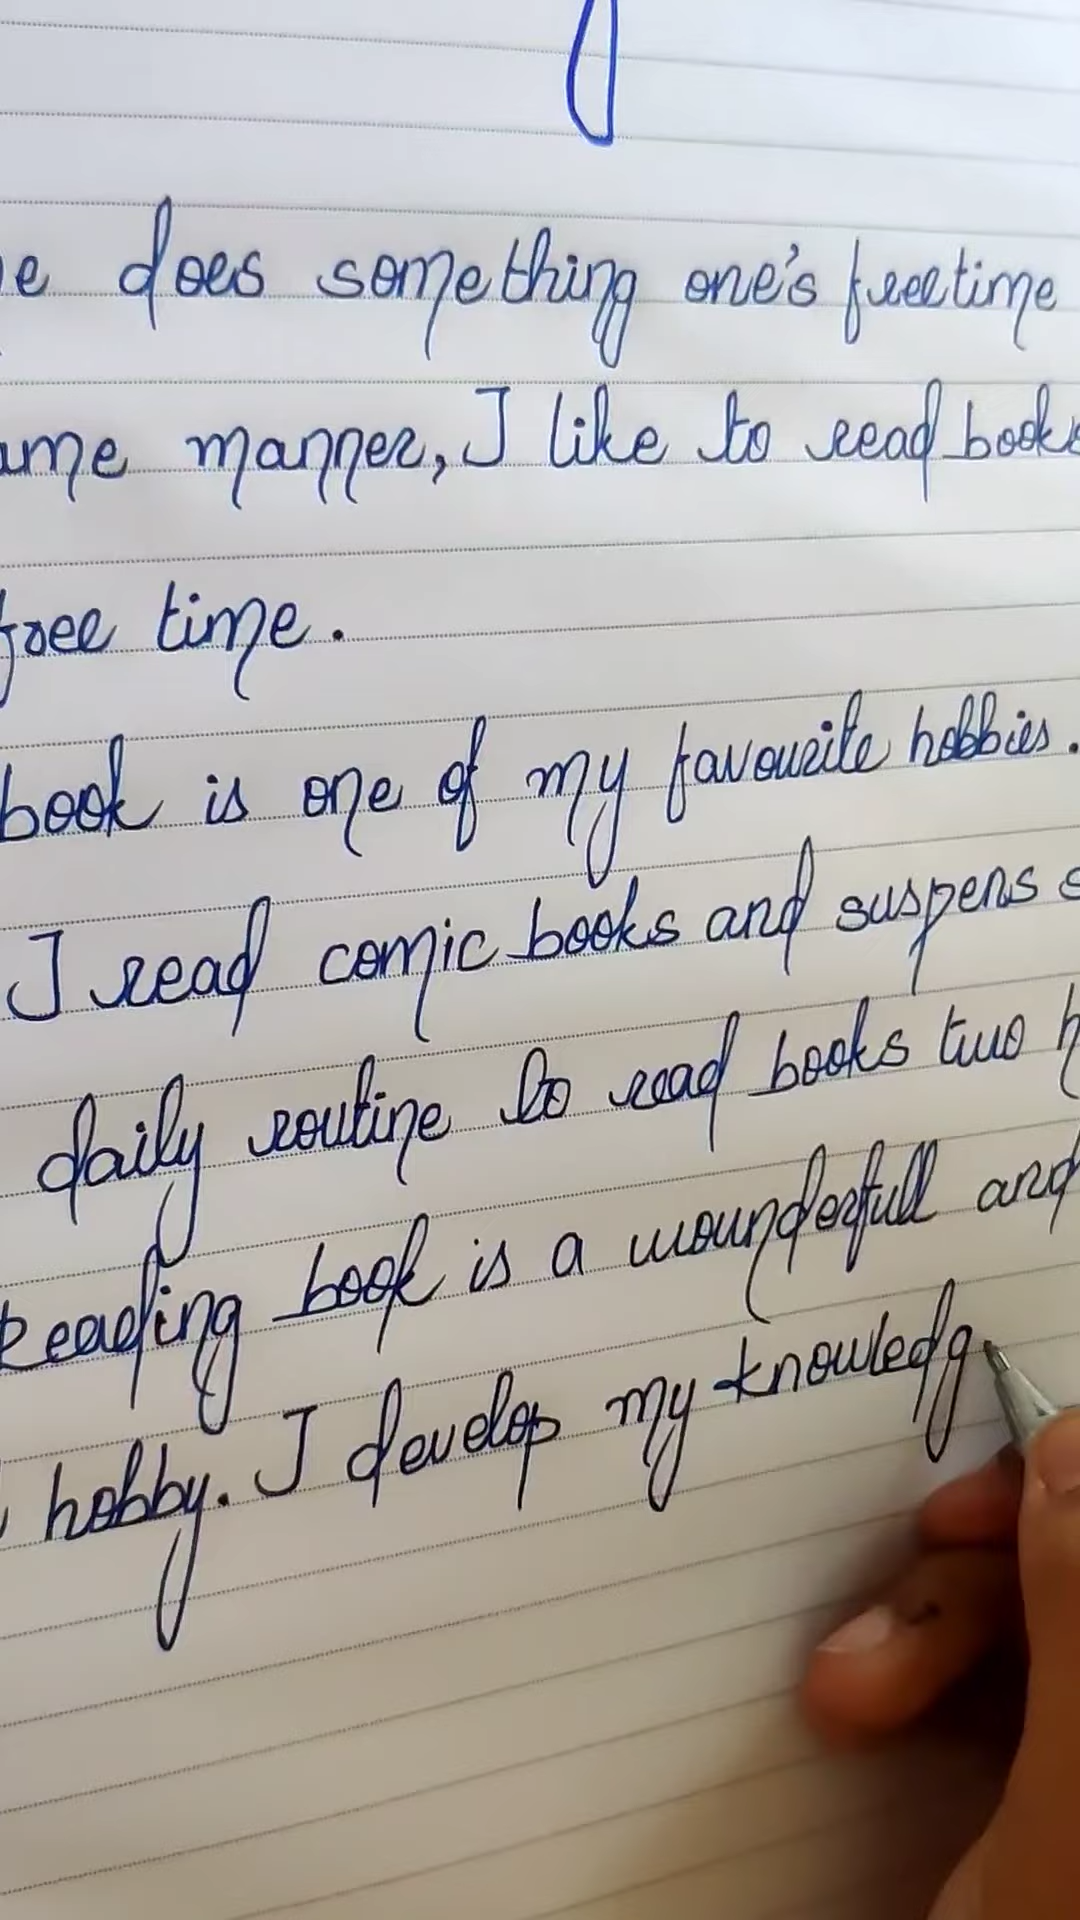 e does something one's freetime
ame manner, I like to read books
free time.
book is one of my favourite hobbies.
I read comic books and suspens s
daily routine to read books two h
Reading book is a wounderfull and
hobby. I develop my knowledg